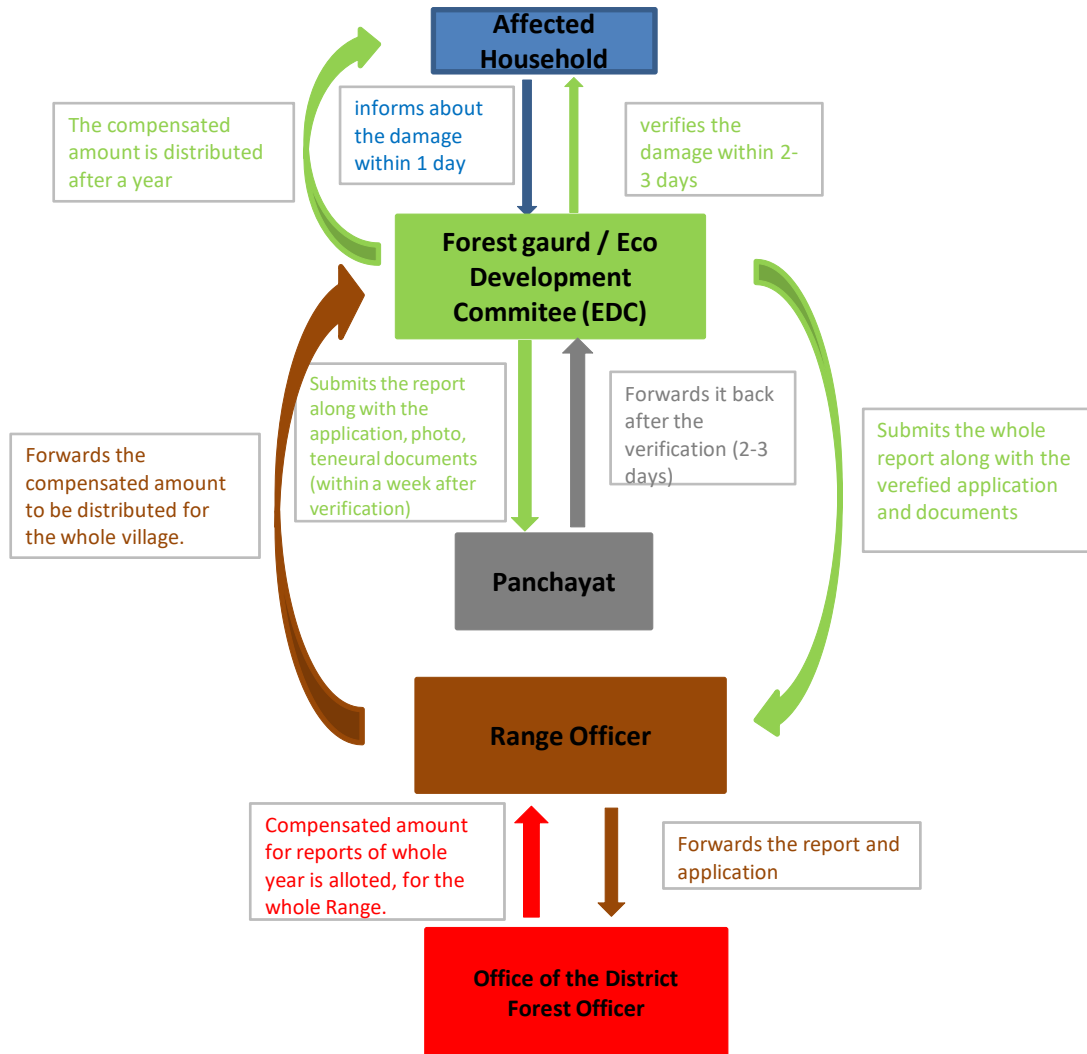 Affected
Household
The compensated
amount is distributed
after a year
informs about
the damage
within 1 day
verifies the
damage within 2-
3 days
Forest gaurd / Eco
Development
Commitee (EDC)
Submits the report
along with the
application, photo,
teneural documents
(within a week after
verification)
Forwards it back
after the
verification (2-3
days)
Forwards the
compensated amount
to be distributed for
the whole village.
Submits the whole
report along with the
verefied application
and documents
Panchayat
Range Officer
Compensated amount
for reports of whole
year is alloted, for the
whole Range.
Forwards the report and
application
Office of the District
Forest Officer